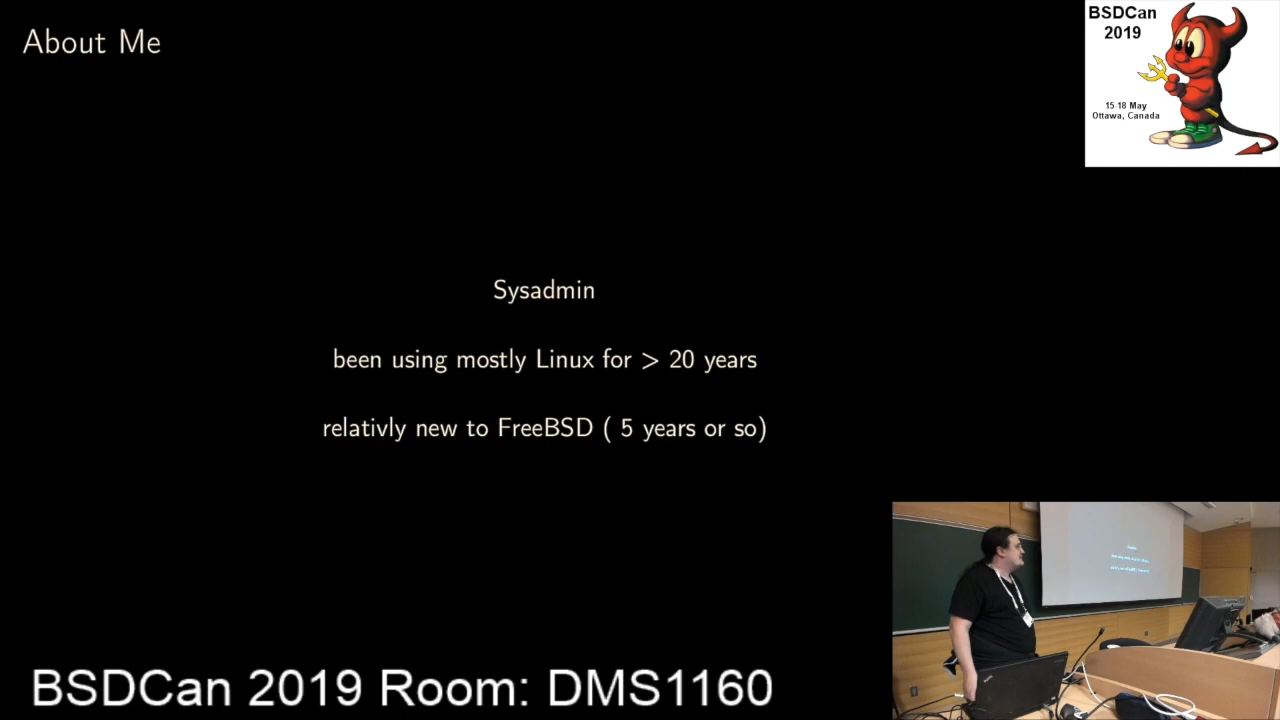 About Me
BSDCan
2019
15-18 May
Ottawa, Canada
Sysadmin
been using mostly Linux for > 20 years
relativly new to FreeBSD ( 5 years or so)
BSDCan 2019 Room: DMS1160